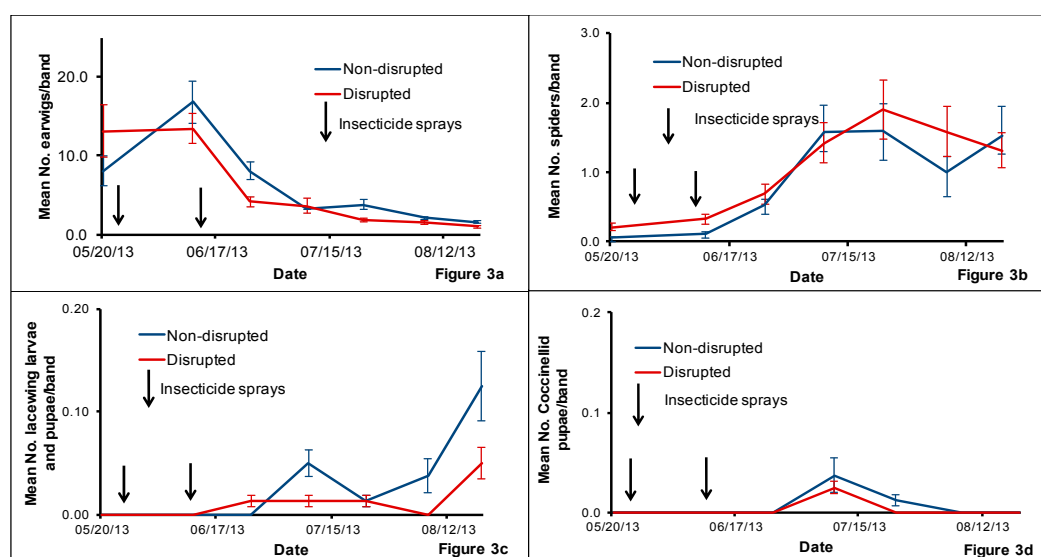 Mean No. earwigs/band
20.0
10.0
0.0
Non-disrupted
Disrupted
Insecticide sprays
05/20/13 06/17/13 07/15/13 08/12/13
Date
Figure 3a
Mean No. spiders/band
3.0
2.0
1.0
0.0
Non-disrupted
Disrupted
Insecticide sprays
05/20/13 06/17/13 07/15/13 08/12/13
Date
Figure 3b
Mean No. lacewing larvae
and pupae/band
0.20
0.10
0.00
Non-disrupted
Disrupted
Insecticide sprays
05/20/13 06/17/13 07/15/13 08/12/13
Date
Figure 3c
Mean No. Coccinellid
pupae/band
0.2
0.1
0.0
Non-disrupted
Disrupted
Insecticide sprays
05/20/13 06/17/13 07/15/13 08/12/13
Date
Figure 3d